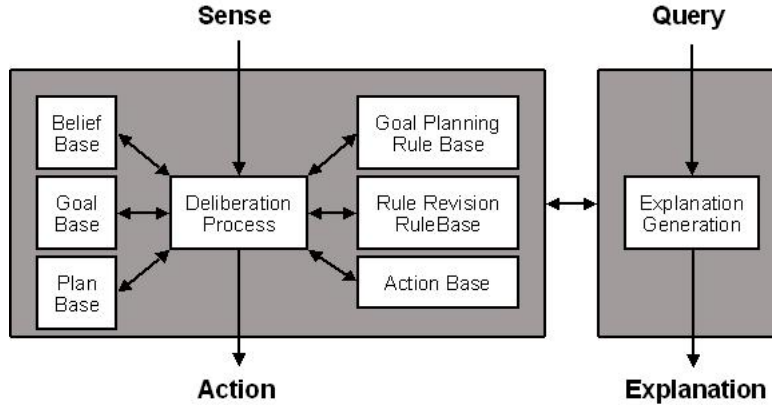 Sense
Query
Belief
Base
Goal Planning
Rule Base
Goal
Base
Deliberation
Process
Rule Revision
RuleBase
Explanation
Generation
Plan
Base
Action Base
Action
Explanation